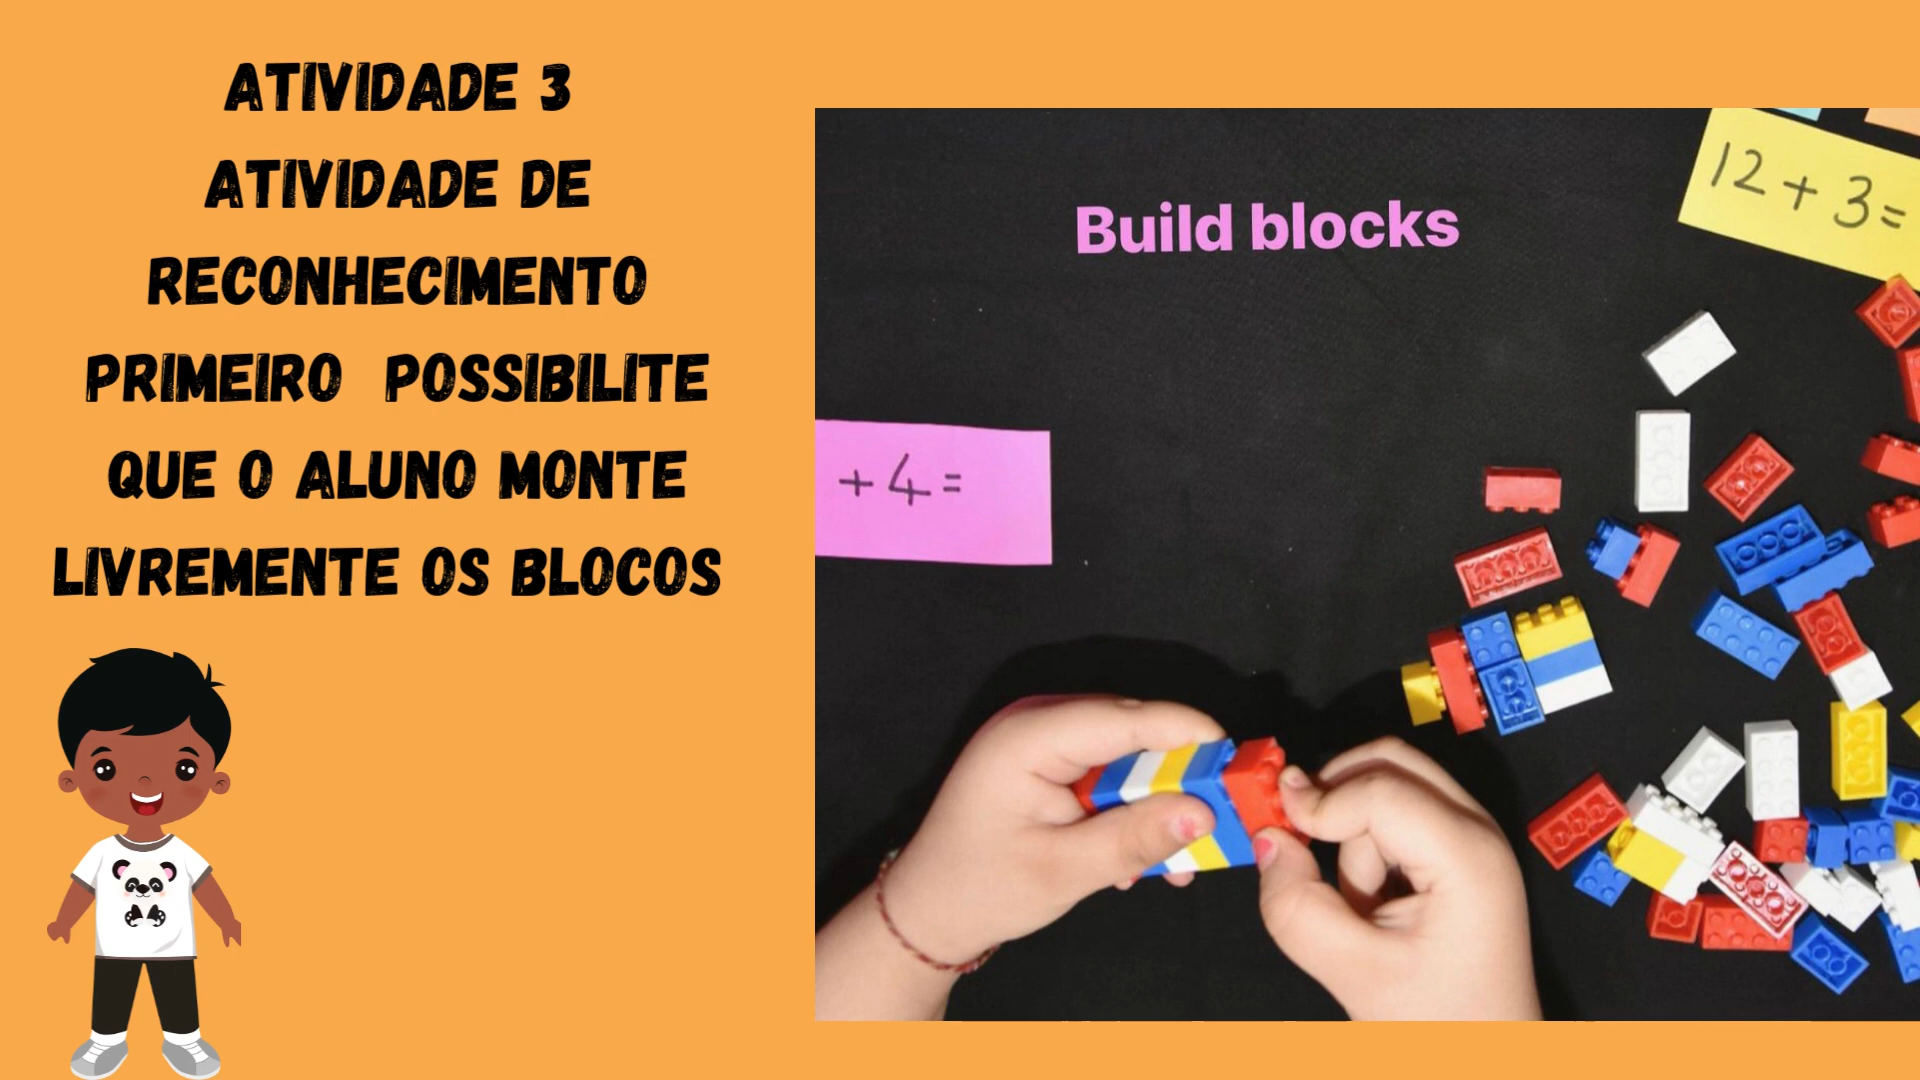 ATIVIDADE 3
ATIVIDADE DE
RECONHECIMENTO
PRIMEIRO POSSIBILITE
QUE O ALUNO MONTE
LIVREMENTE OS BLOCOS
Build blocks
12+3=
+4=